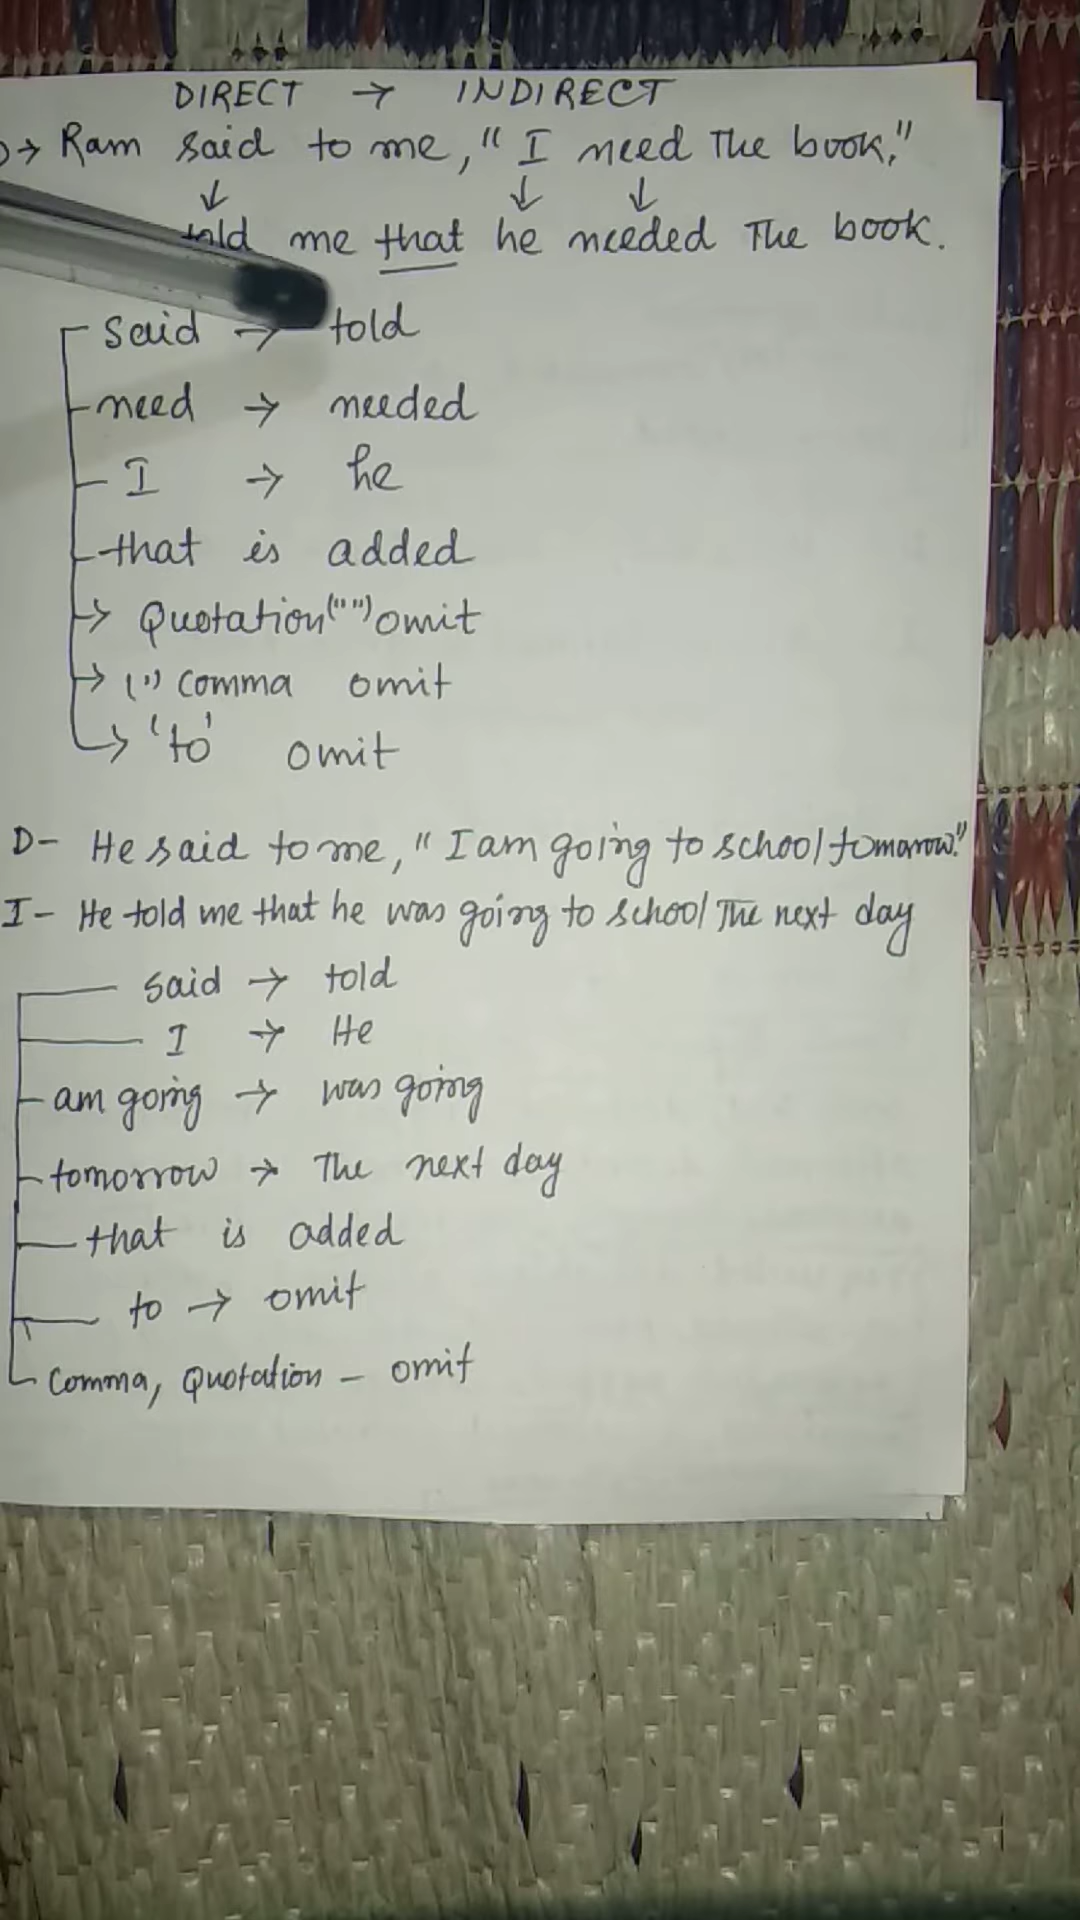 DIRECT → INDIRECT
→ Ram said to me, "I need The book."
↓ ↓ ↓
told me that he needed The book.
said → told
need → needed
I → he
that is added
→ Quotation("")omit
→ (,) comma omit
→ 'to' omit
D- He said to me, "I am going to school tomorrow."
I- He told me that he was going to school The next day
said → told
I → He
am going → was going
tomorrow → The next day
that is added
to → omit
Comma, Quotation - omit